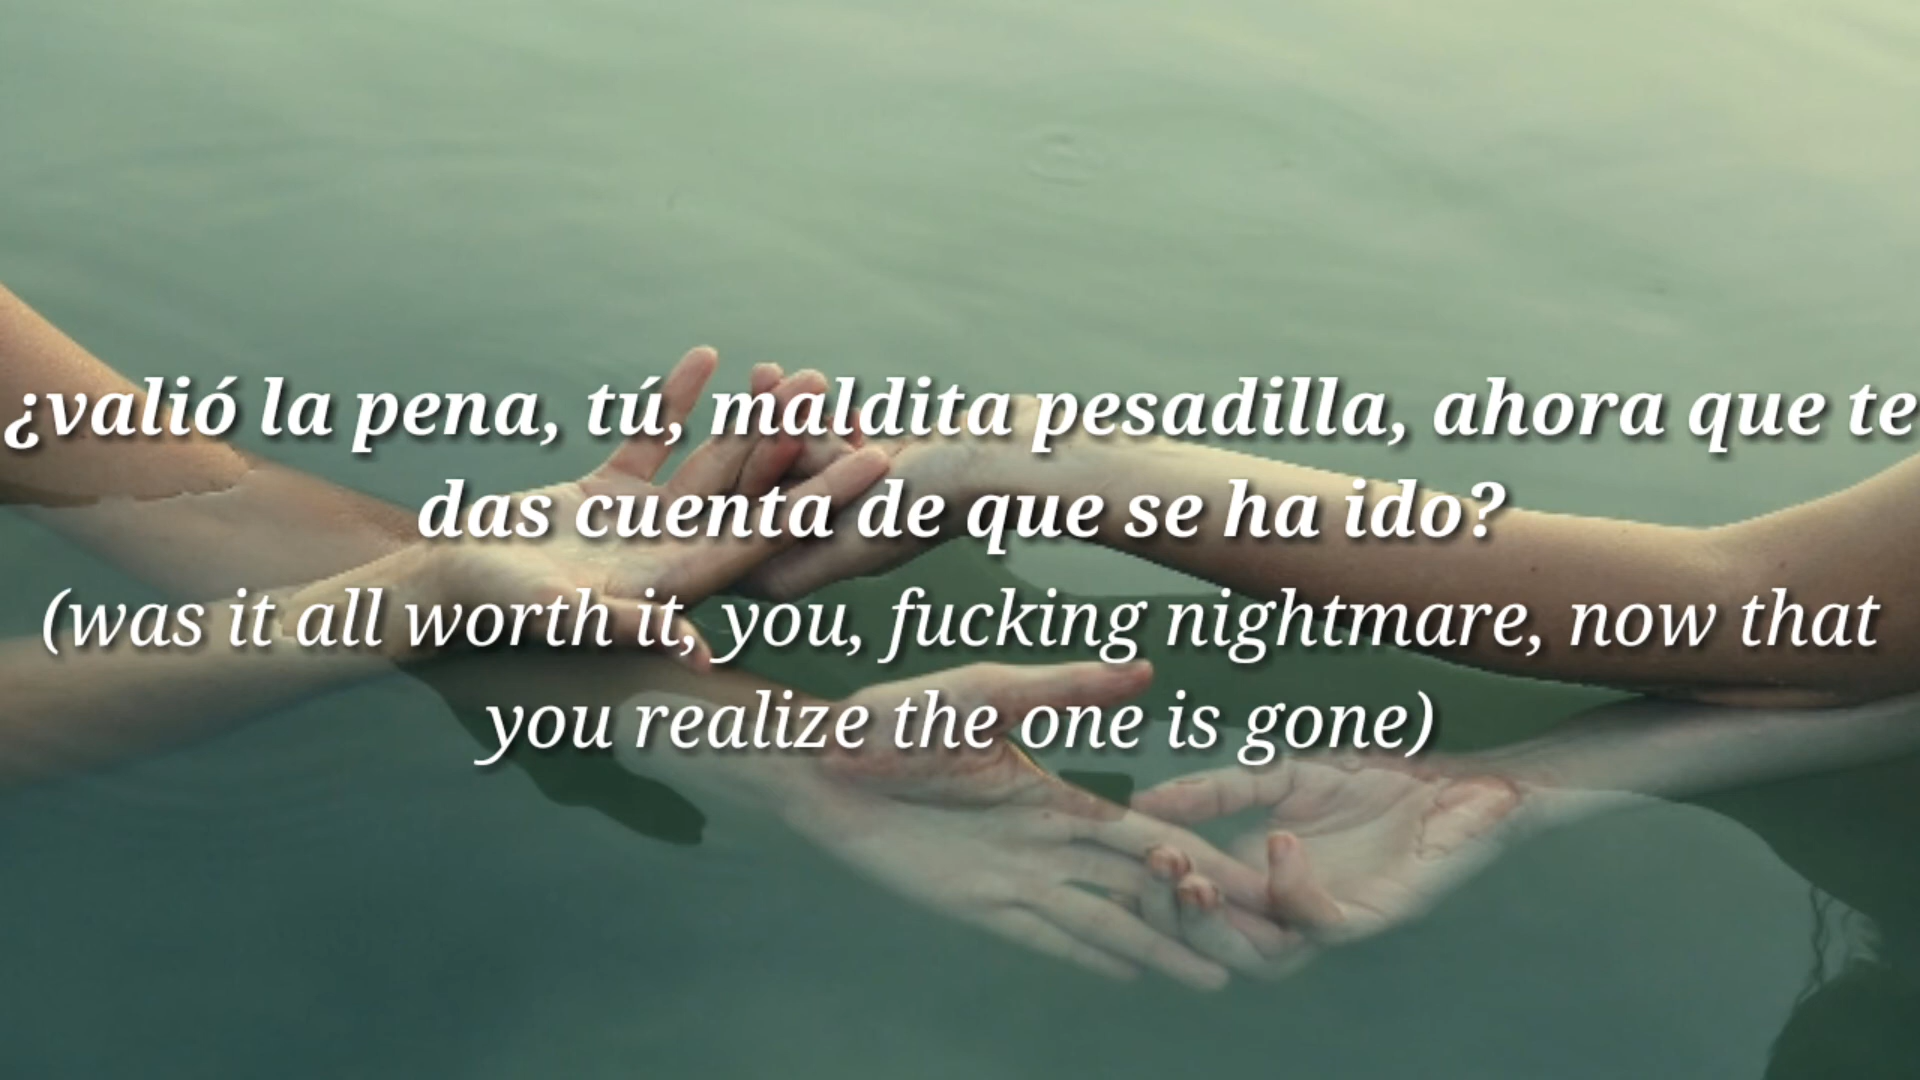 ¿valió la pena, tú, maldita pesadilla, ahora que te
das cuenta de que se ha ido?
(was it all worth it, you, fucking nightmare, now that
you realize the one is gone)